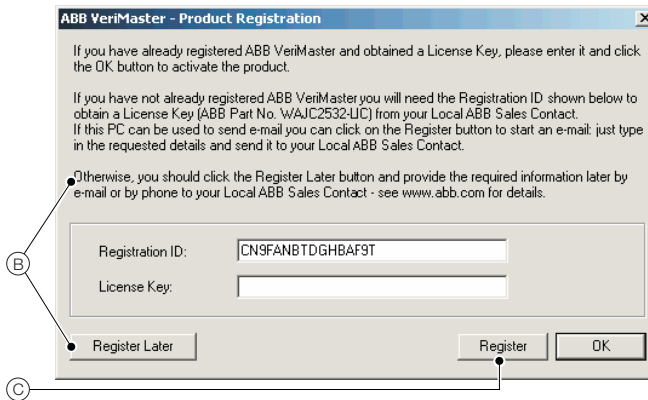 ABB VeriMaster - Product Registration
If you have already registered ABB VeriMaster and obtained a License Key, please enter it and click
the OK button to activate the product.
If you have not already registered ABB VeriMaster you will need the Registration ID shown below to
obtain a License Key (ABB Part No. WAJC2532-LIC) from your Local ABB Sales Contact.
If this PC can be used to send e-mail you can click on the Register button to start an e-mail: just type
in the requested details and send it to your Local ABB Sales Contact.
Otherwise, you should click the Register Later button and provide the required information later by
e-mail or by phone to your Local ABB Sales Contact - see www.abb.com for details.
B
Registration ID: CN9FANBTDGHBAF9T
License Key:
Register Later Register OK
C